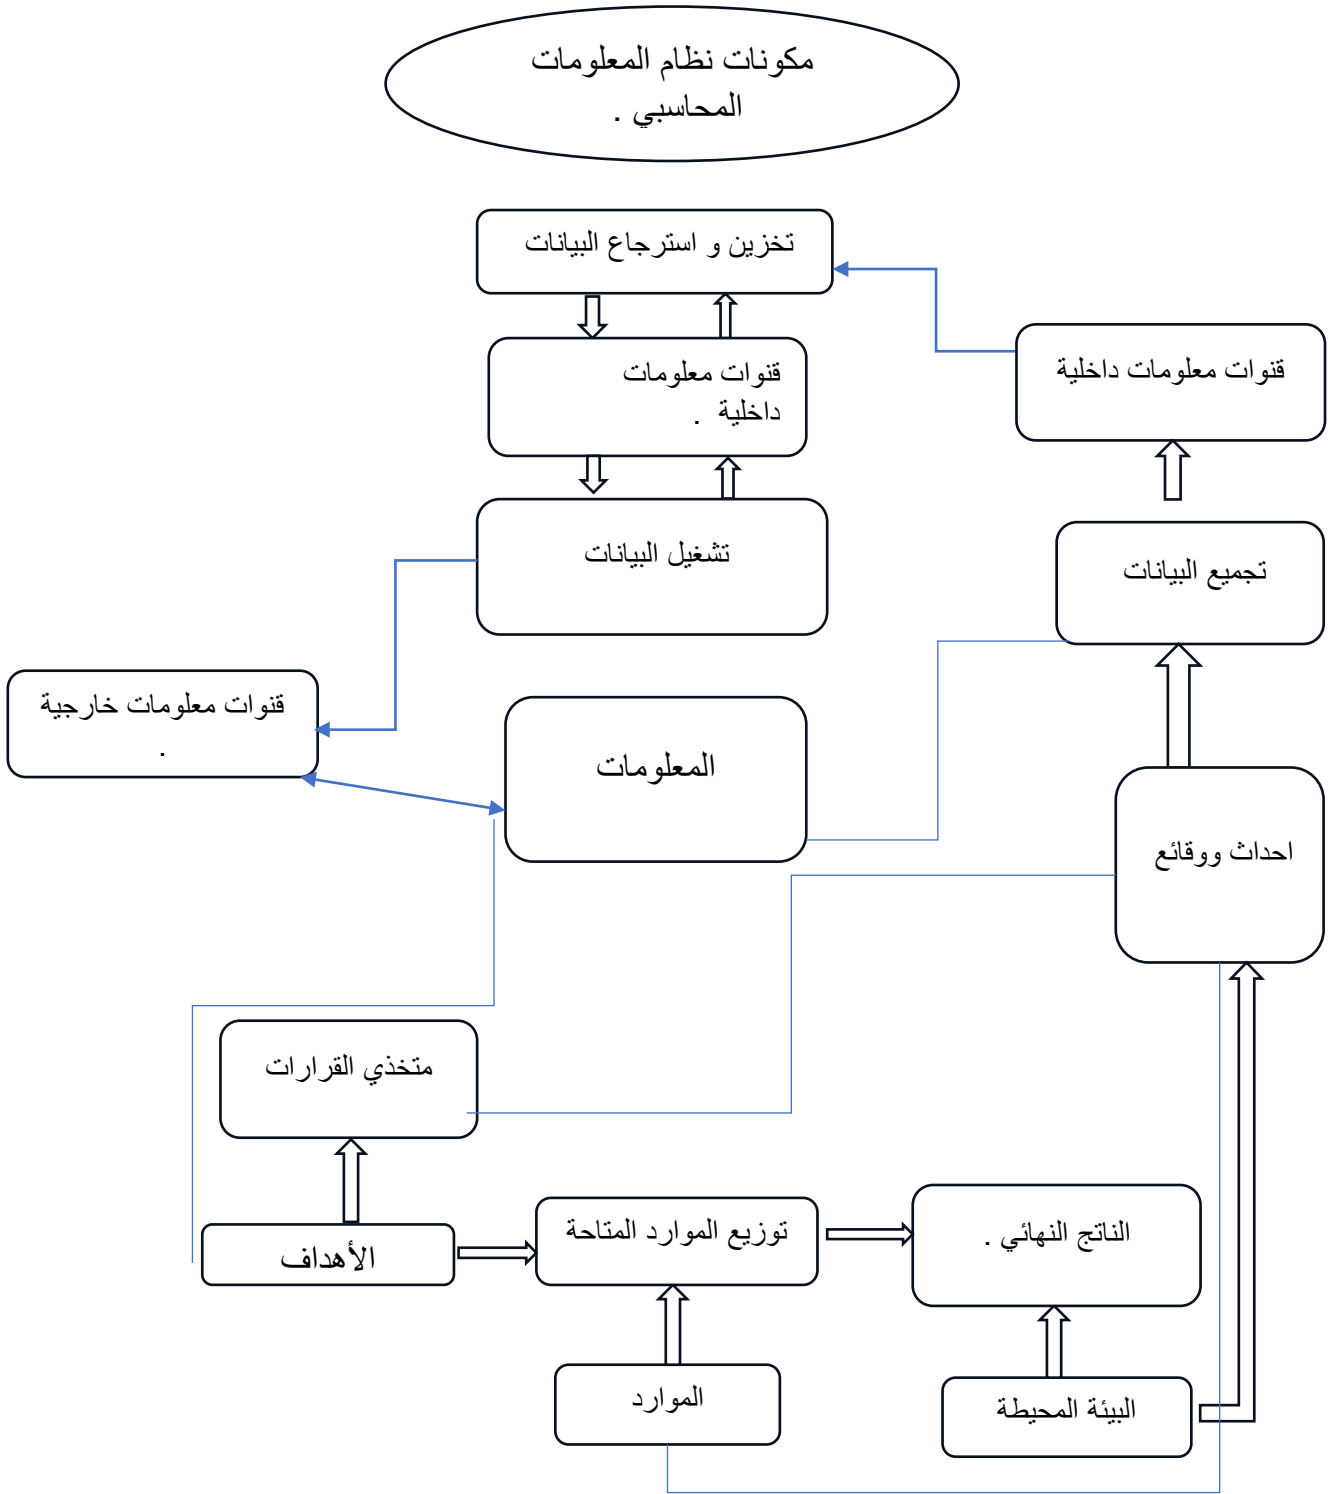 مكونات نظام المعلومات
المحاسبي .
تخزين و استرجاع البيانات
قنوات معلومات داخلية
قنوات معلومات
داخلية .
تشغيل البيانات
تجميع البيانات
قنوات معلومات خارجية
.
المعلومات
احداث ووقائع
متخذي القرارات
الناتج النهائي .
توزيع الموارد المتاحة
الأهداف
البيئة المحيطة
الموارد